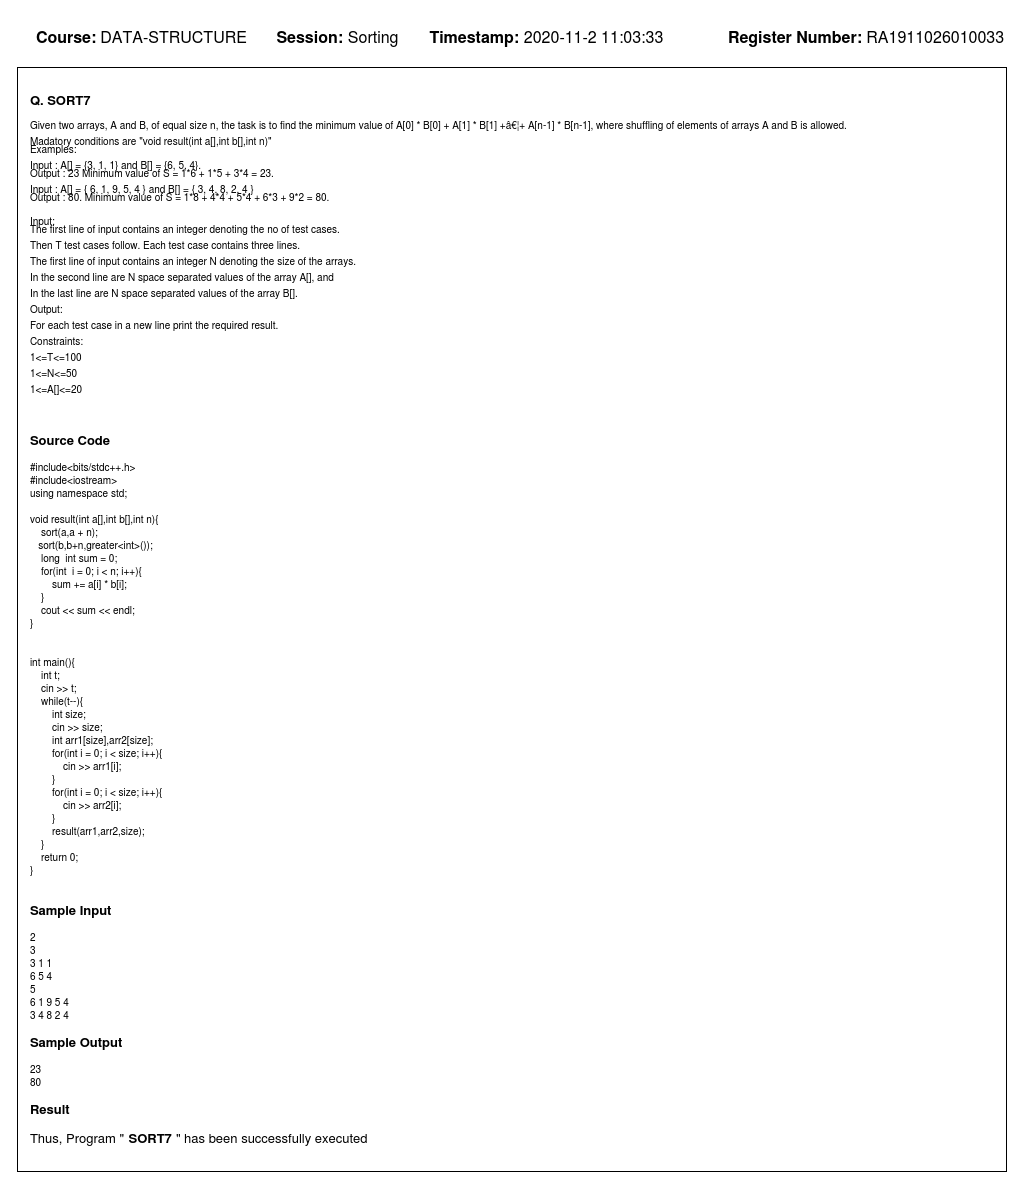 Course: DATA-STRUCTURE Session: Sorting Timestamp: 2020-11-2 11:03:33 Register Number: RA1911026010033
Q. SORT7
Given two arrays, A and B, of equal size n, the task is to find the minimum value of A[0] * B[0] + A[1] * B[1] +â€¦+ A[n-1] * B[n-1], where shuffling of elements of arrays A and B is allowed.
Madatory conditions are "void result(int a[],int b[],int n)"
Examples:
Input : A[] = {3, 1, 1} and B[] = {6, 5, 4}.
Output : 23 Minimum value of S = 1*6 + 1*5 + 3*4 = 23.
Input : A[] = { 6, 1, 9, 5, 4 } and B[] = { 3, 4, 8, 2, 4 }
Output : 80. Minimum value of S = 1*8 + 4*4 + 5*4 + 6*3 + 9*2 = 80.
Input:
The first line of input contains an integer denoting the no of test cases.
Then T test cases follow. Each test case contains three lines.
The first line of input contains an integer N denoting the size of the arrays.
In the second line are N space separated values of the array A[], and
In the last line are N space separated values of the array B[].
Output:
For each test case in a new line print the required result.
Constraints:
1<=T<=100
1<=N<=50
1<=A[]<=20
Source Code
#include<bits/stdc++.h>
#include<iostream>
using namespace std;
void result(int a[],int b[],int n){
sort(a,a + n);
sort(b,b+n,greater<int>());
long  int sum = 0;
for(int  i = 0; i < n; i++){
sum += a[i] * b[i];
}
cout << sum << endl;
}
int main(){
int t;
cin >> t;
while(t--){
int size;
cin >> size;
int arr1[size],arr2[size];
for(int i = 0; i < size; i++){
cin >> arr1[i];
}
for(int i = 0; i < size; i++){
cin >> arr2[i];
}
result(arr1,arr2,size);
}
return 0;
}
Sample Input
2
3
3 1 1
6 5 4
5
6 1 9 5 4
3 4 8 2 4
Sample Output
23
80
Result
Thus, Program " SORT7 " has been successfully executed